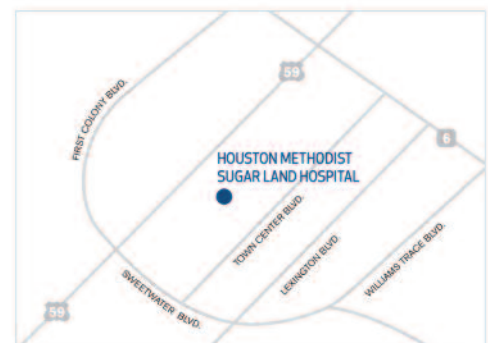 59
FIRST COLONY BLVD.
6
HOUSTON METHODIST
SUGAR LAND HOSPITAL
TOWN CENTER BLVD.
LEXINGTON BLVD.
WILLIAMS TRACE BLVD.
SWEETWATER BLVD.
59